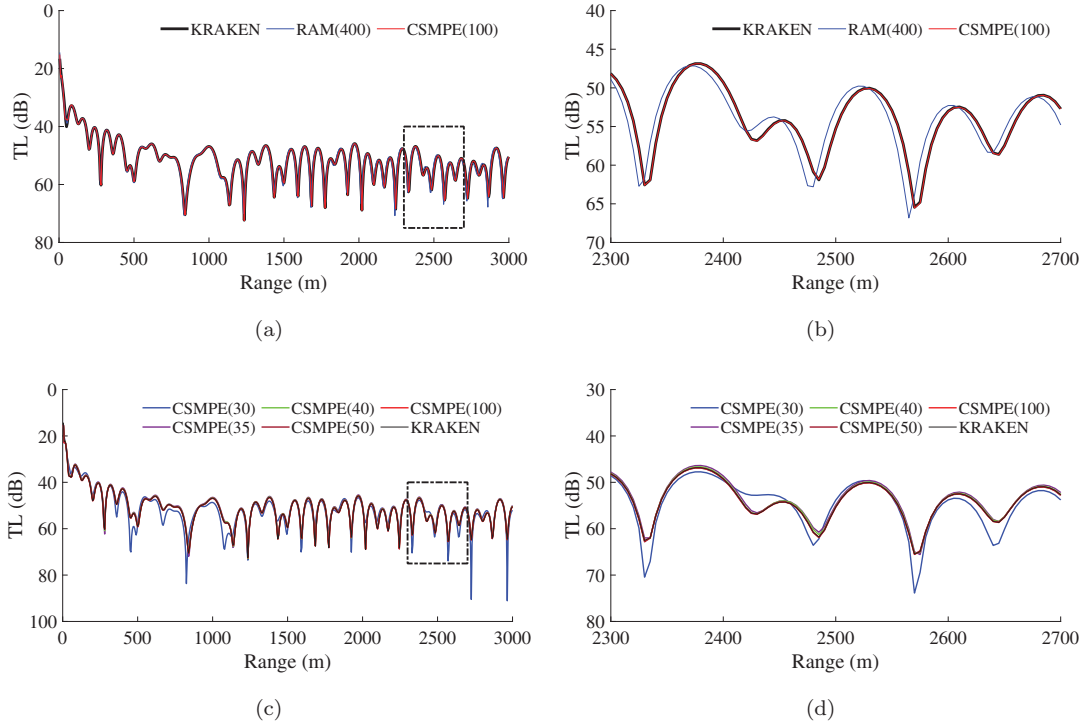 0
20
40
60
80
TL (dB)
KRAKEN RAM(400) CSMPE(100)
0 500 1000 1500 2000 2500 3000
Range (m)
(a)
40
45
50
55
60
65
70
TL (dB)
KRAKEN RAM(400) CSMPE(100)
2300 2400 2500 2600 2700
Range (m)
(b)
0
20
40
60
80
100
TL (dB)
CSMPE(30) CSMPE(40) CSMPE(100)
CSMPE(35) CSMPE(50) KRAKEN
0 500 1000 1500 2000 2500 3000
Range (m)
(c)
30
40
50
60
70
80
TL (dB)
CSMPE(30) CSMPE(40) CSMPE(100)
CSMPE(35) CSMPE(50) KRAKEN
2300 2400 2500 2600 2700
Range (m)
(d)